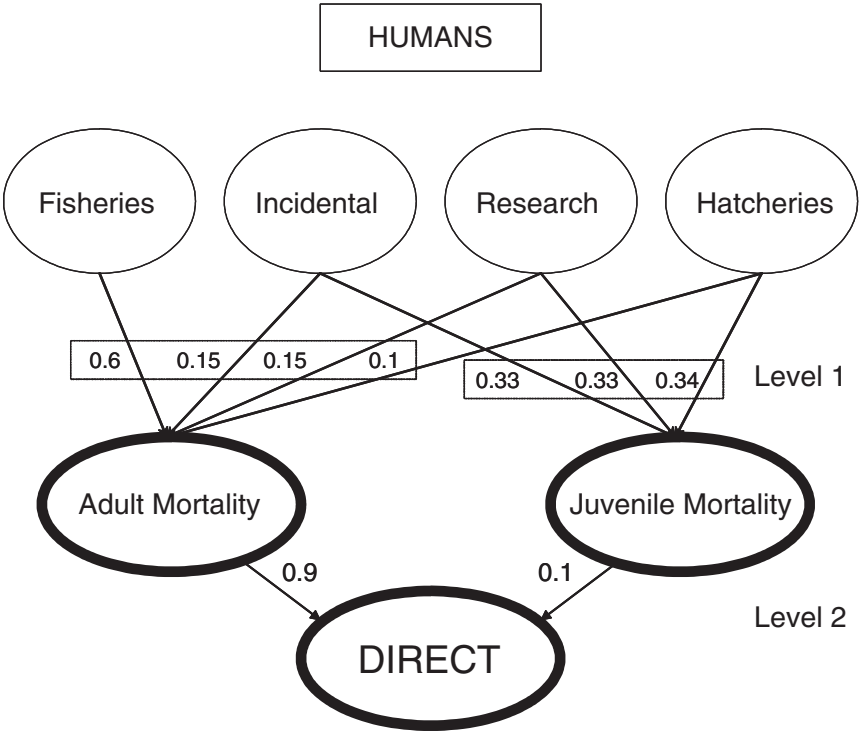 HUMANS
Fisheries
Incidental
Research
Hatcheries
0.6 0.15 0.15 0.1
0.33 0.33 0.34
Level 1
Adult Mortality
Juvenile Mortality
0.9
0.1
Level 2
DIRECT